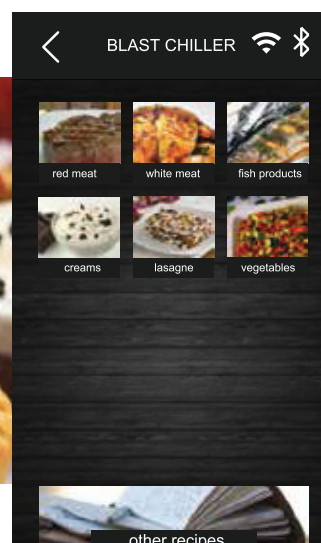 BLAST CHILLER
red meat
white meat
fish products
creams
lasagne
vegetables
other recipes